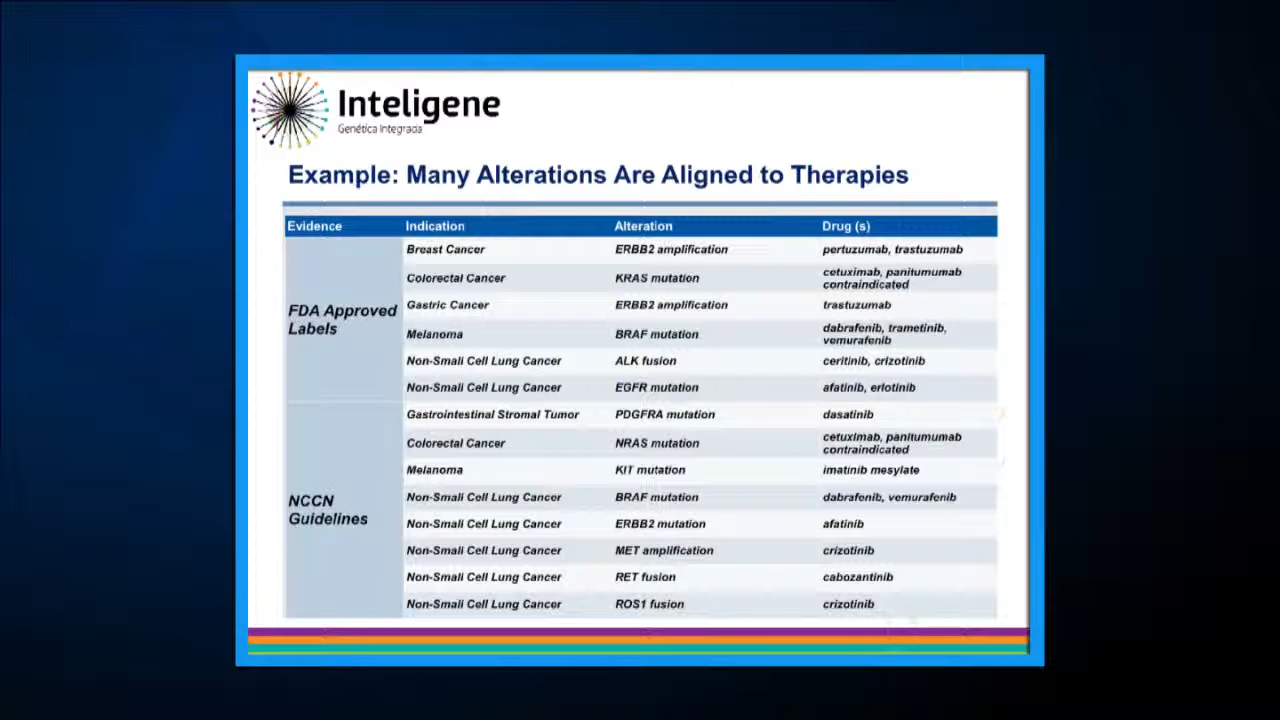 Inteligene
Genética Integrada
Example: Many Alterations Are Aligned to Therapies
Evidence Indication Alteration Drug (s)
FDA Approved Labels
Breast Cancer ERBB2 amplification pertuzumab, trastuzumab
Colorectal Cancer KRAS mutation cetuximab, panitumumab contraindicated
Gastric Cancer ERBB2 amplification trastuzumab
Melanoma BRAF mutation dabrafenib, trametinib, vemurafenib
Non-Small Cell Lung Cancer ALK fusion ceritinib, crizotinib
Non-Small Cell Lung Cancer EGFR mutation afatinib, erlotinib
NCCN Guidelines
Gastrointestinal Stromal Tumor PDGFRA mutation dasatinib
Colorectal Cancer NRAS mutation cetuximab, panitumumab contraindicated
Melanoma KIT mutation imatinib mesylate
Non-Small Cell Lung Cancer BRAF mutation dabrafenib, vemurafenib
Non-Small Cell Lung Cancer ERBB2 mutation afatinib
Non-Small Cell Lung Cancer MET amplification crizotinib
Non-Small Cell Lung Cancer RET fusion cabozantinib
Non-Small Cell Lung Cancer ROS1 fusion crizotinib